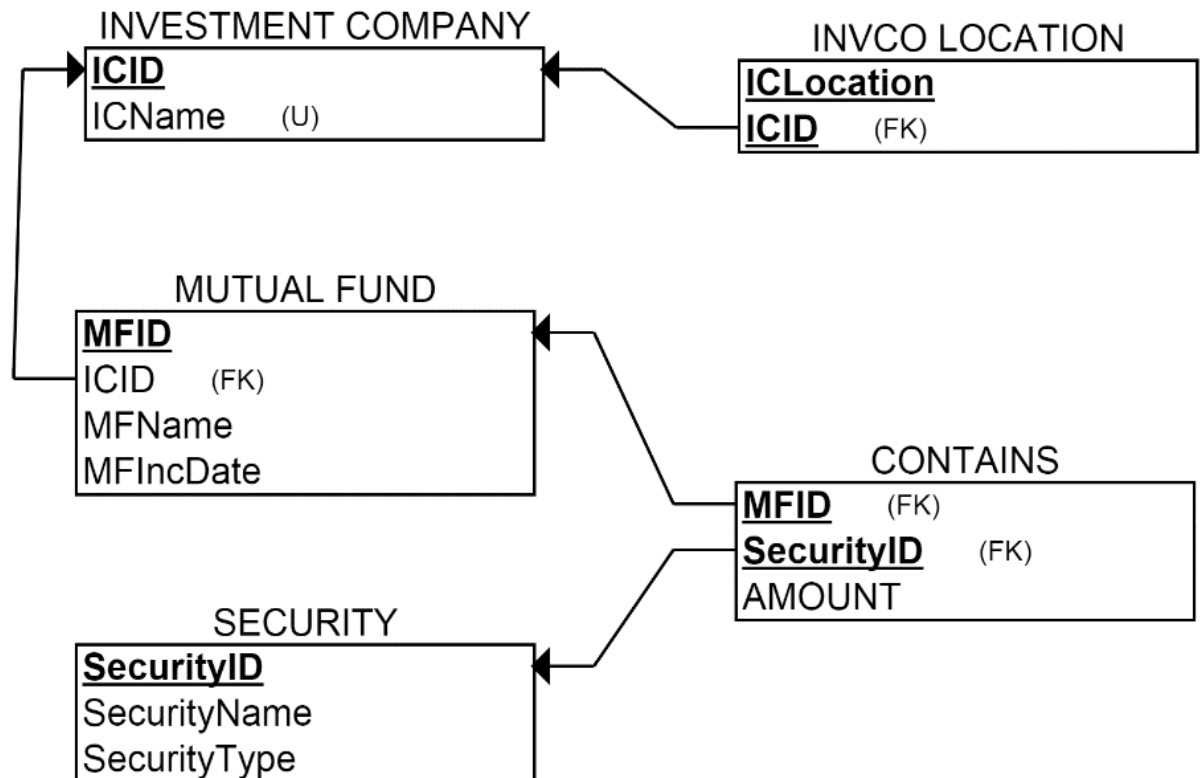 INVESTMENT COMPANY
ICID
ICName (U)
INVCO LOCATION
ICLocation
ICID (FK)
MUTUAL FUND
MFID
ICID (FK)
MFName
MFIncDate
CONTAINS
MFID (FK)
SecurityID (FK)
AMOUNT
SECURITY
SecurityID
SecurityName
SecurityType